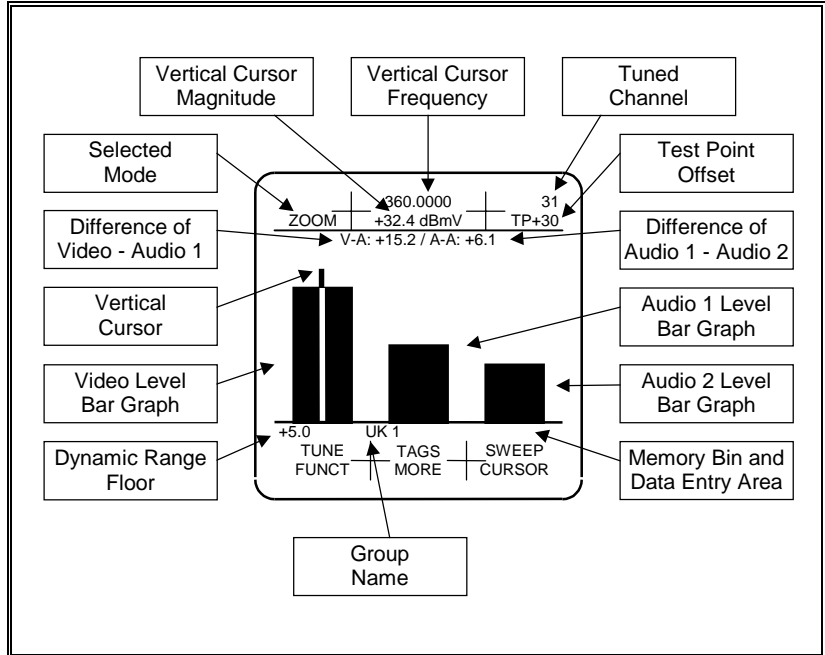 Vertical Cursor
Magnitude
Vertical Cursor
Frequency
Tuned
Channel
Selected
Mode
Test Point
Offset
360.0000
31
ZOOM
+32.4 dBmV
TP+30
V-A: +15.2 / A-A: +6.1
Difference of
Video - Audio 1
Difference of
Audio 1 - Audio 2
Vertical
Cursor
Audio 1 Level
Bar Graph
Video Level
Bar Graph
Audio 2 Level
Bar Graph
+5.0
UK 1
Dynamic Range
Floor
TUNE
FUNCT
TAGS
MORE
SWEEP
CURSOR
Memory Bin and
Data Entry Area
Group
Name